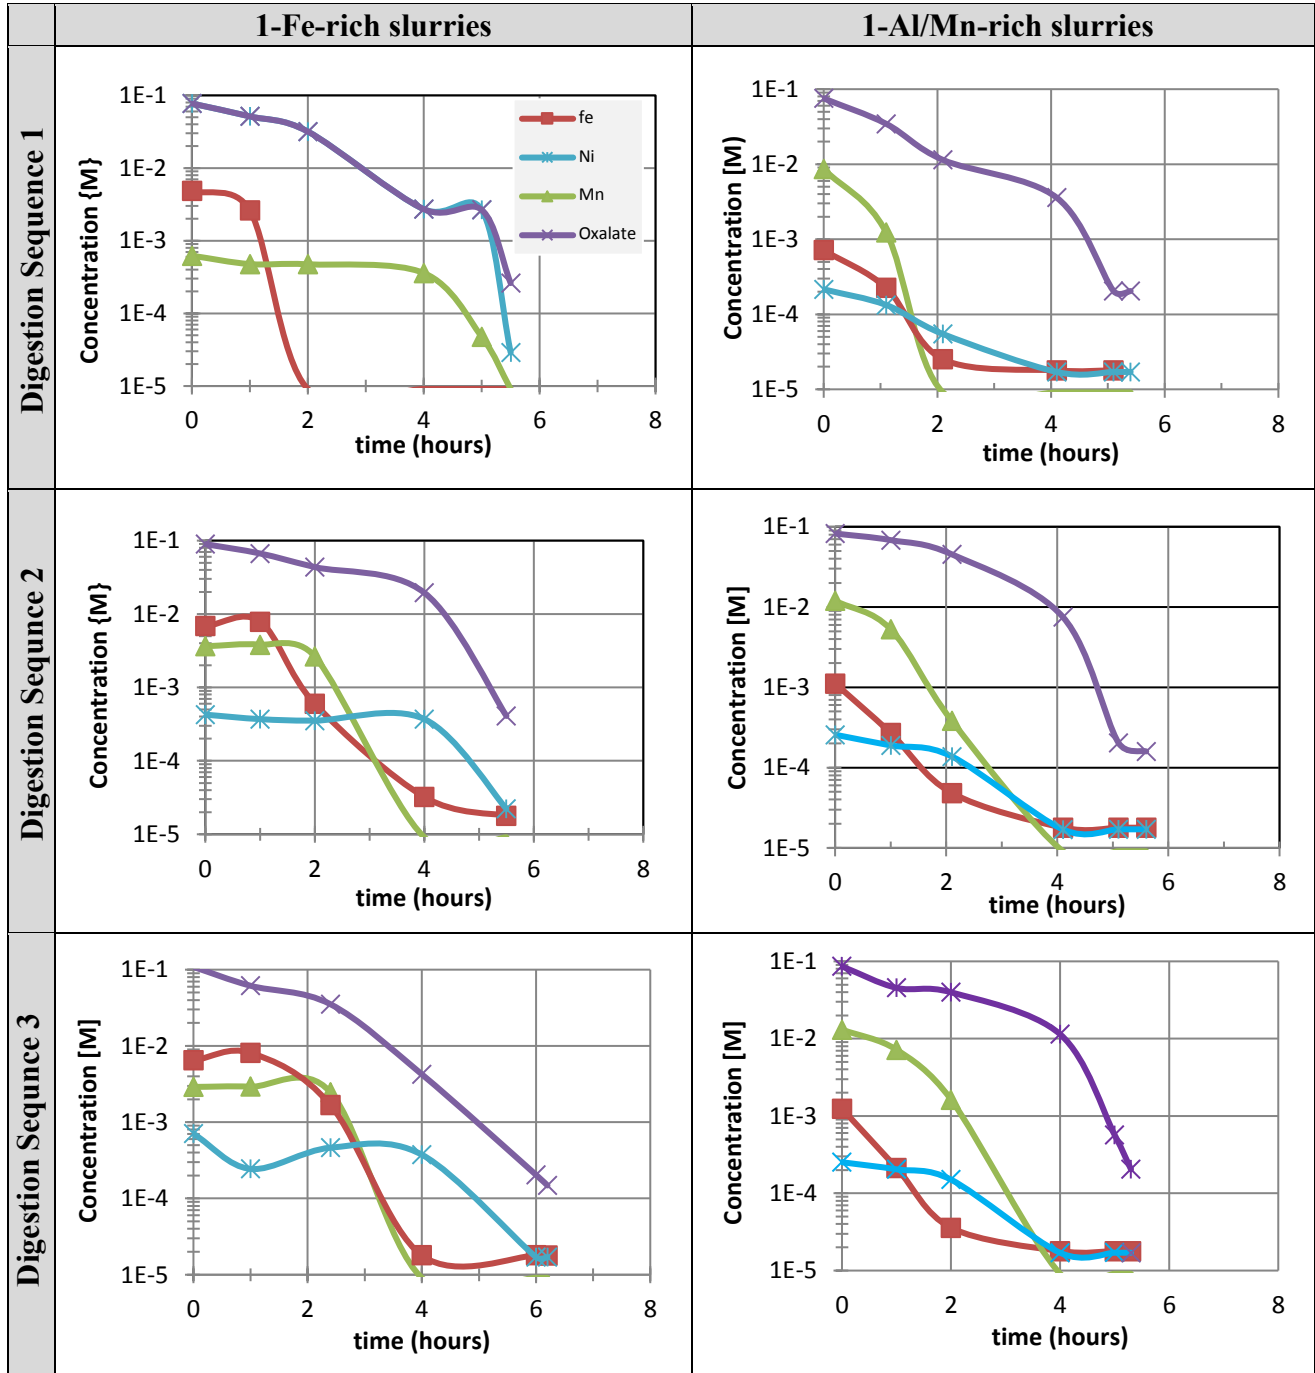 1-Fe-rich slurries
1-Al/Mn-rich slurries
Digestion Sequence 1
1E-1
1E-2
1E-3
1E-4
1E-5
Concentration {M}
0
2
4
6
8
time (hours)
fe
Ni
Mn
Oxalate
1E-1
1E-2
1E-3
1E-4
1E-5
Concentration [M)
0
2
4
6
8
time (hours)
Digestion Sequnce 2
1E-1
1E-2
1E-3
1E-4
1E-5
Concentration {M}
0
2
4
6
8
time (hours)
1E-1
1E-2
1E-3
1E-4
1E-5
Concentration [M]
0
2
4
6
8
time (hours)
Digestion Sequnce 3
1E-1
1E-2
1E-3
1E-4
1E-5
Concentration [M]
0
2
4
6
8
time (hours)
1E-1
1E-2
1E-3
1E-4
1E-5
Concentration [M]
0
2
4
6
8
time (hours)